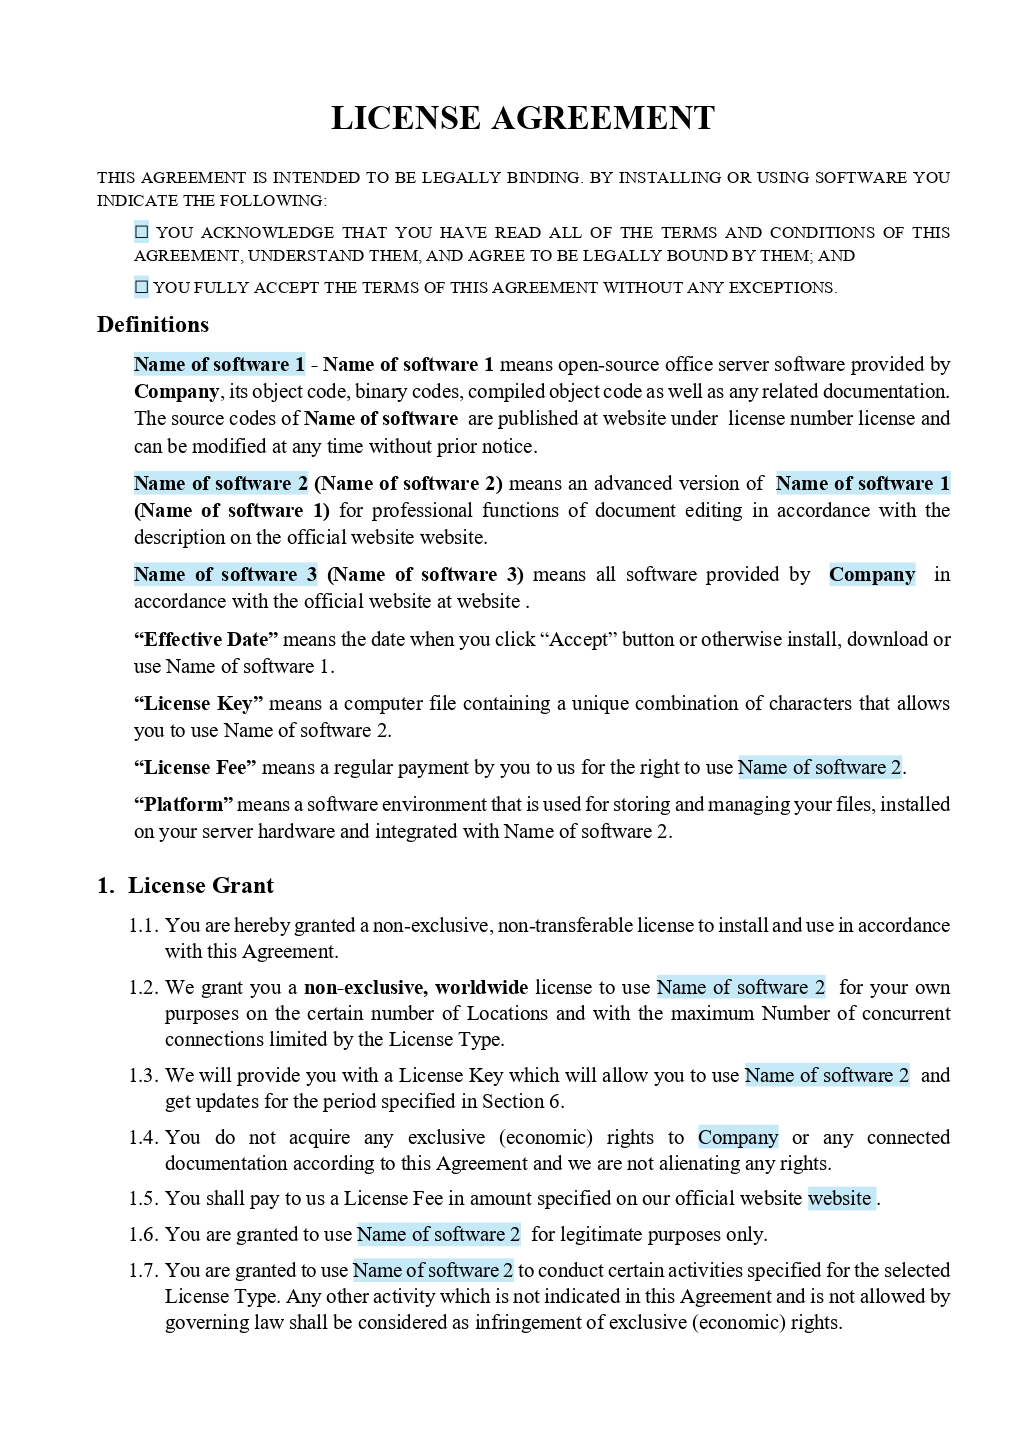 LICENSE AGREEMENT
THIS AGREEMENT IS INTENDED TO BE LEGALLY BINDING. BY INSTALLING OR USING SOFTWARE YOU
INDICATE THE FOLLOWING:
☐ YOU ACKNOWLEDGE THAT YOU HAVE READ ALL OF THE TERMS AND CONDITIONS OF THIS
AGREEMENT, UNDERSTAND THEM, AND AGREE TO BE LEGALLY BOUND BY THEM; AND
☐ YOU FULLY ACCEPT THE TERMS OF THIS AGREEMENT WITHOUT ANY EXCEPTIONS.
Definitions
Name of software 1 - Name of software 1 means open-source office server software provided by
Company, its object code, binary codes, compiled object code as well as any related documentation.
The source codes of Name of software are published at website under license number license and
can be modified at any time without prior notice.
Name of software 2 (Name of software 2) means an advanced version of Name of software 1
(Name of software 1) for professional functions of document editing in accordance with the
description on the official website website.
Name of software 3 (Name of software 3) means all software provided by Company in
accordance with the official website at website .
“Effective Date” means the date when you click “Accept” button or otherwise install, download or
use Name of software 1.
“License Key” means a computer file containing a unique combination of characters that allows
you to use Name of software 2.
“License Fee” means a regular payment by you to us for the right to use Name of software 2.
“Platform” means a software environment that is used for storing and managing your files, installed
on your server hardware and integrated with Name of software 2.
1. License Grant
1.1. You are hereby granted a non-exclusive, non-transferable license to install and use in accordance
with this Agreement.
1.2. We grant you a non-exclusive, worldwide license to use Name of software 2 for your own
purposes on the certain number of Locations and with the maximum Number of concurrent
connections limited by the License Type.
1.3. We will provide you with a License Key which will allow you to use Name of software 2 and
get updates for the period specified in Section 6.
1.4. You do not acquire any exclusive (economic) rights to Company or any connected
documentation according to this Agreement and we are not alienating any rights.
1.5. You shall pay to us a License Fee in amount specified on our official website website .
1.6. You are granted to use Name of software 2 for legitimate purposes only.
1.7. You are granted to use Name of software 2 to conduct certain activities specified for the selected
License Type. Any other activity which is not indicated in this Agreement and is not allowed by
governing law shall be considered as infringement of exclusive (economic) rights.